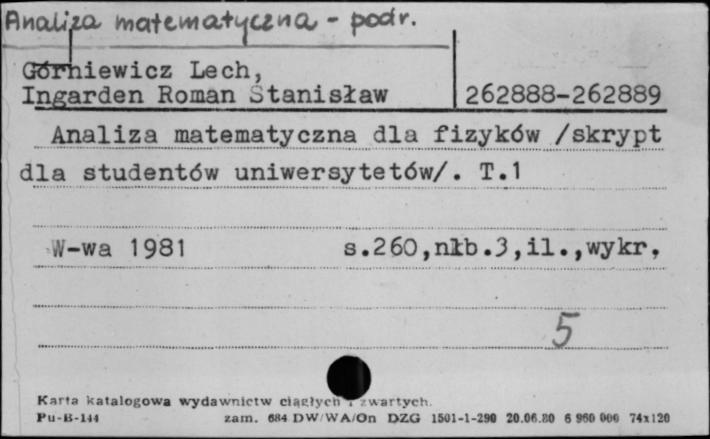 Analiza matematyczna - podr.
Górniewicz Lech,
Ingarden Roman Stanisław 262888-262889
Analiza matematyczna dla fizyków /skrypt
dla studentów uniwersytetów/. T.1
W-wa 1981 s.260,nlb.3,il.,wykr.
5
Karta katalogowa wydawnictw ciągłych i zwartych.
Pu-B-144 zam. 684 DW/WA/On DZG 1501-1-290 20.06.80 6 960 000 74x120